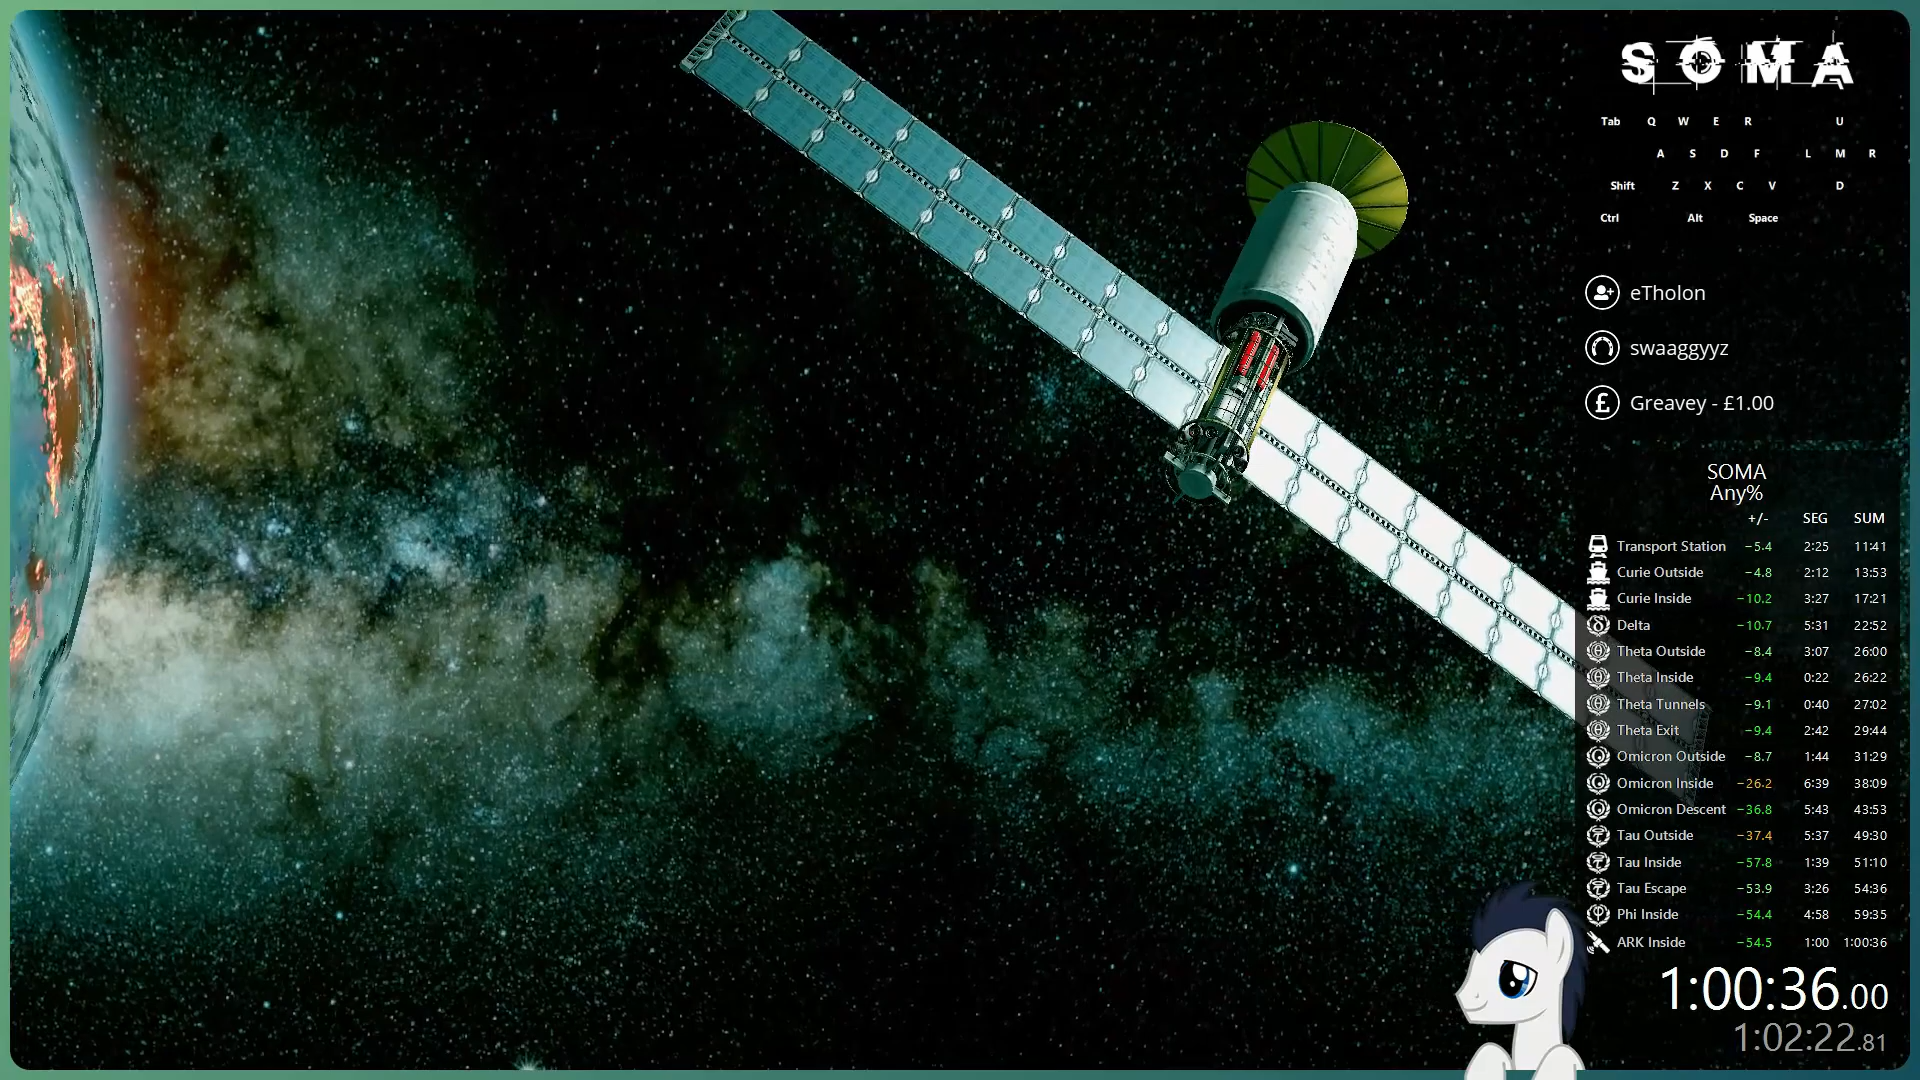 SOMA
Tab Q W E R U
A S D F L M R
Shift Z X C V D
Ctrl Alt Space
eTholon
swaaggyyz
£ Greavey - £1.00
SOMA
Any%
+/- SEG SUM
Transport Station −5.4 2:25 11:41
Curie Outside −4.8 2:12 13:53
Curie Inside −10.2 3:27 17:21
Delta −10.7 5:31 22:52
Theta Outside −8.4 3:07 26:00
Theta Inside −9.4 0:22 26:22
Theta Tunnels −9.1 0:40 27:02
Theta Exit −9.4 2:42 29:44
Omicron Outside −8.7 1:44 31:29
Omicron Inside −26.2 6:39 38:09
Omicron Descent −36.8 5:43 43:53
Tau Outside −37.4 5:37 49:30
Tau Inside −57.8 1:39 51:10
Tau Escape −53.9 3:26 54:36
Phi Inside −54.4 4:58 59:35
ARK Inside −54.5 1:00 1:00:36
1:00:36.00
1:02:22.81